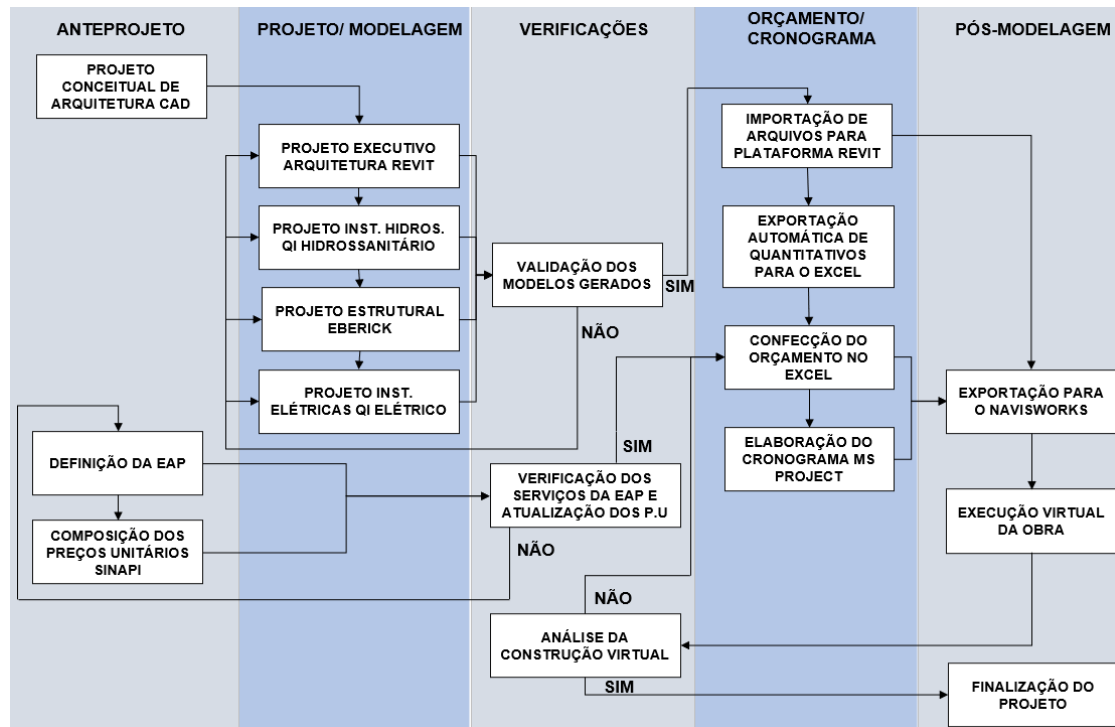 ANTEPROJETO
PROJETO/ MODELAGEM
VERIFICAÇÕES
ORÇAMENTO/
CRONOGRAMA
PÓS-MODELAGEM
PROJETO
CONCEITUAL DE
ARQUITETURA CAD
PROJETO EXECUTIVO
ARQUITETURA REVIT
PROJETO INST. HIDROS.
QI HIDROSSANITÁRIO
PROJETO ESTRUTURAL
EBERICK
PROJETO INST.
ELÉTRICAS QI ELÉTRICO
DEFINIÇÃO DA EAP
COMPOSIÇÃO DOS
PREÇOS UNITÁRIOS
SINAPI
VALIDAÇÃO DOS
MODELOS GERADOS
SIM
NÃO
SIM
VERIFICAÇÃO DOS
SERVIÇOS DA EAP E
ATUALIZAÇÃO DOS P.U
NÃO
NÃO
ANÁLISE DA
CONSTRUÇÃO VIRTUAL
SIM
IMPORTAÇÃO DE
ARQUIVOS PARA
PLATAFORMA REVIT
EXPORTAÇÃO
AUTOMÁTICA DE
QUANTITATIVOS
PARA O EXCEL
CONFECÇÃO DO
ORÇAMENTO NO
EXCEL
ELABORAÇÃO DO
CRONOGRAMA MS
PROJECT
EXPORTAÇÃO PARA
O NAVISWORKS
EXECUÇÃO VIRTUAL
DA OBRA
FINALIZAÇÃO DO
PROJETO